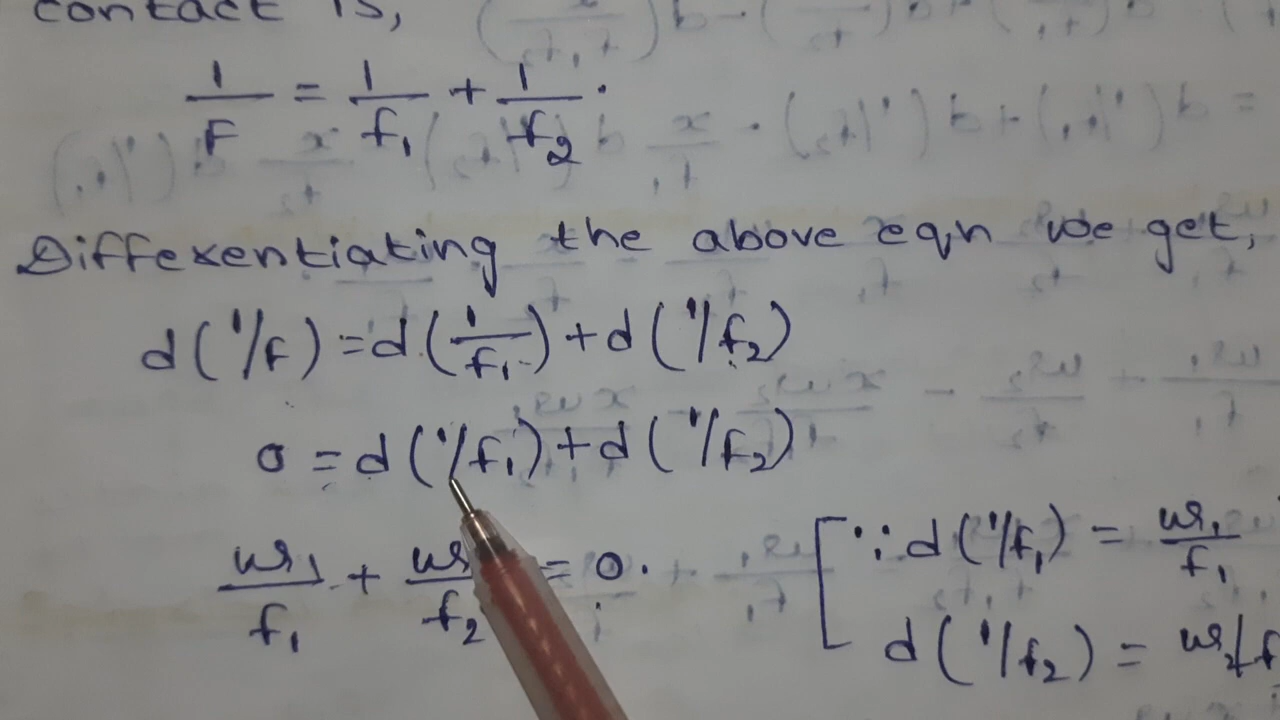 contact is,
1/F = 1/f₁ + 1/f₂.
Differentiating the above eqn we get,
d(1/F) = d(1/f₁) + d(1/f₂)
0 = d(1/f₁) + d(1/f₂)
ω₁/f₁ + ω/f₂ = 0. [∵ d(1/f₁) = ω₁/f₁
d(1/f₂) = ω₂/f